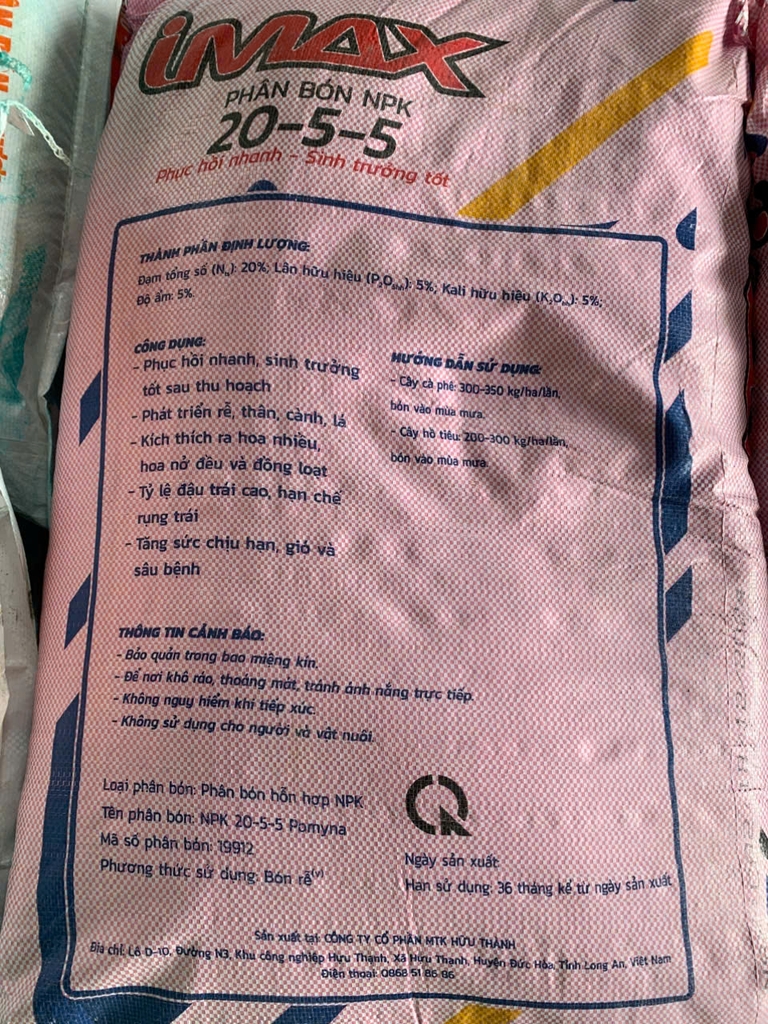 iMAX
PHÂN BÓN NPK
20-5-5
Phục hồi nhanh - Sinh trưởng tốt
THÀNH PHẦN ĐỊNH LƯỢNG:
Đạm tổng số (Nts): 20%; Lân hữu hiệu (P2O5hh): 5%; Kali hữu hiệu (K2Ohh): 5%;
Độ ẩm: 5%.
CÔNG DỤNG:
- Phục hồi nhanh, sinh trưởng
tốt sau thu hoạch
- Phát triển rễ, thân, cành, lá
- Kích thích ra hoa nhiều,
hoa nở đều và đồng loạt
- Tỷ lệ đậu trái cao, hạn chế
rụng trái
- Tăng sức chịu hạn, gió và
sâu bệnh
HƯỚNG DẪN SỬ DỤNG:
- Cây cà phê: 300-350 kg/ha/lần,
bón vào mùa mưa.
- Cây hồ tiêu: 200-300 kg/ha/lần,
bón vào mùa mưa.
THÔNG TIN CẢNH BÁO:
- Bảo quản trong bao miệng kín.
- Để nơi khô ráo, thoáng mát, tránh ánh nắng trực tiếp.
- Không nguy hiểm khi tiếp xúc.
- Không sử dụng cho người và vật nuôi.
Loại phân bón: Phân bón hỗn hợp NPK
Tên phân bón: NPK 20-5-5 Pomyna
Mã số phân bón: 19912
Phương thức sử dụng: Bón rễ(v)
Ngày sản xuất:
Hạn sử dụng: 36 tháng kể từ ngày sản xuất
Sản xuất tại: CÔNG TY CỔ PHẦN MTK HỮU THẠNH
Địa chỉ: Lô D-10, Đường N3, Khu công nghiệp Hựu Thạnh, Xã Hựu Thạnh, Huyện Đức Hòa, Tỉnh Long An, Việt Nam
Điện thoại: 0868 51 86 86